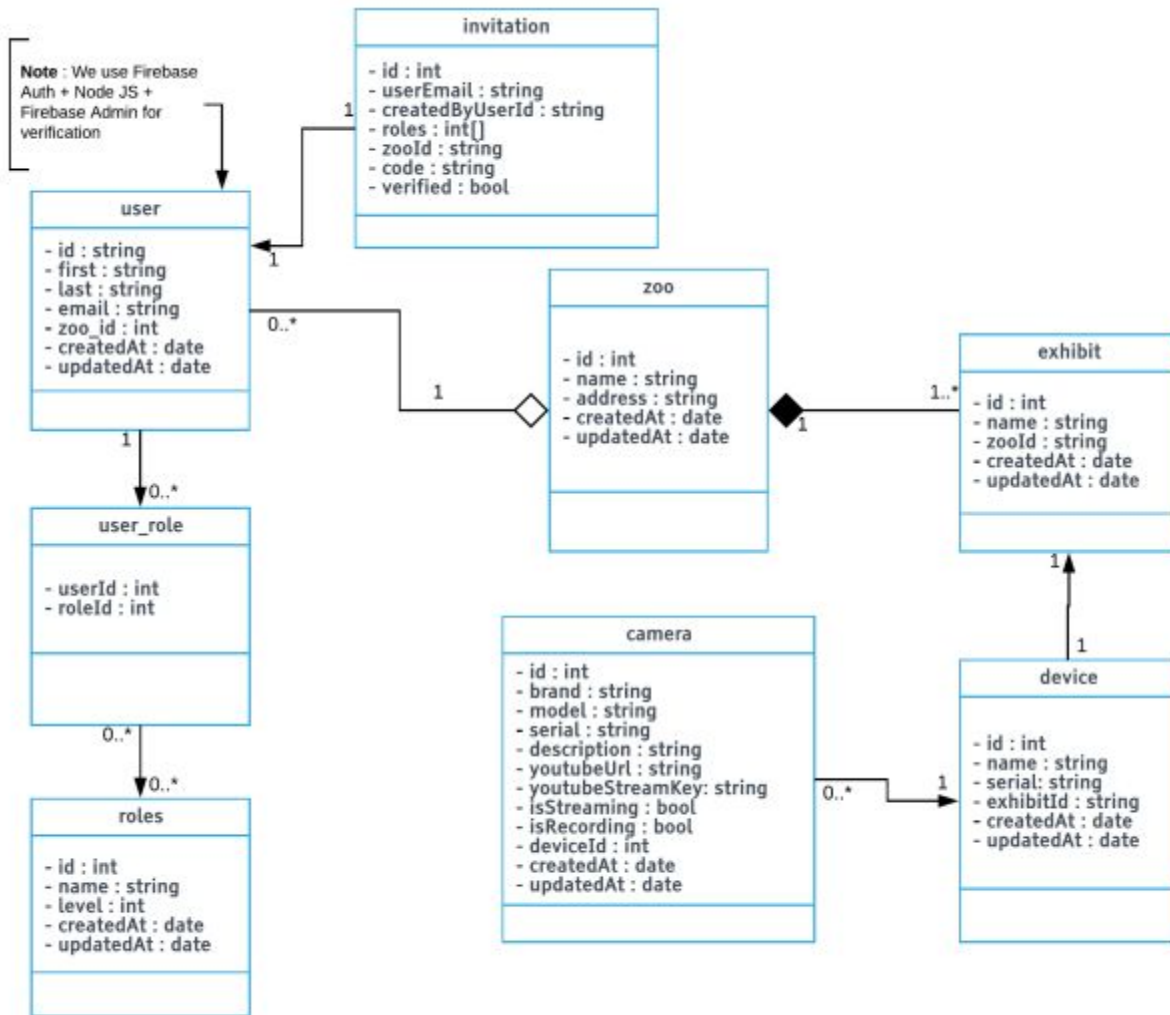 Note : We use Firebase
Auth + Node JS +
Firebase Admin for
verification
invitation
- id : int
- userEmail : string
- createdByUserId : string
- roles : int[]
- zooId : string
- code : string
- verified : bool
1
1
user
- id : string
- first : string
- last : string
- email : string
- zoo_id : int
- createdAt : date
- updatedAt : date
0..*
1
zoo
- id : int
- name : string
- address : string
- createdAt : date
- updatedAt : date
1
1..*
exhibit
- id : int
- name : string
- zooId : string
- createdAt : date
- updatedAt : date
1
0..*
user_role
- userId : int
- roleId : int
0..*
0..*
roles
- id : int
- name : string
- level : int
- createdAt : date
- updatedAt : date
camera
- id : int
- brand : string
- model : string
- serial : string
- description : string
- youtubeUrl : string
- youtubeStreamKey: string
- isStreaming : bool
- isRecording : bool
- deviceId : int
- createdAt : date
- updatedAt : date
0..*
1
1
1
device
- id : int
- name : string
- serial: string
- exhibitId : string
- createdAt : date
- updatedAt : date